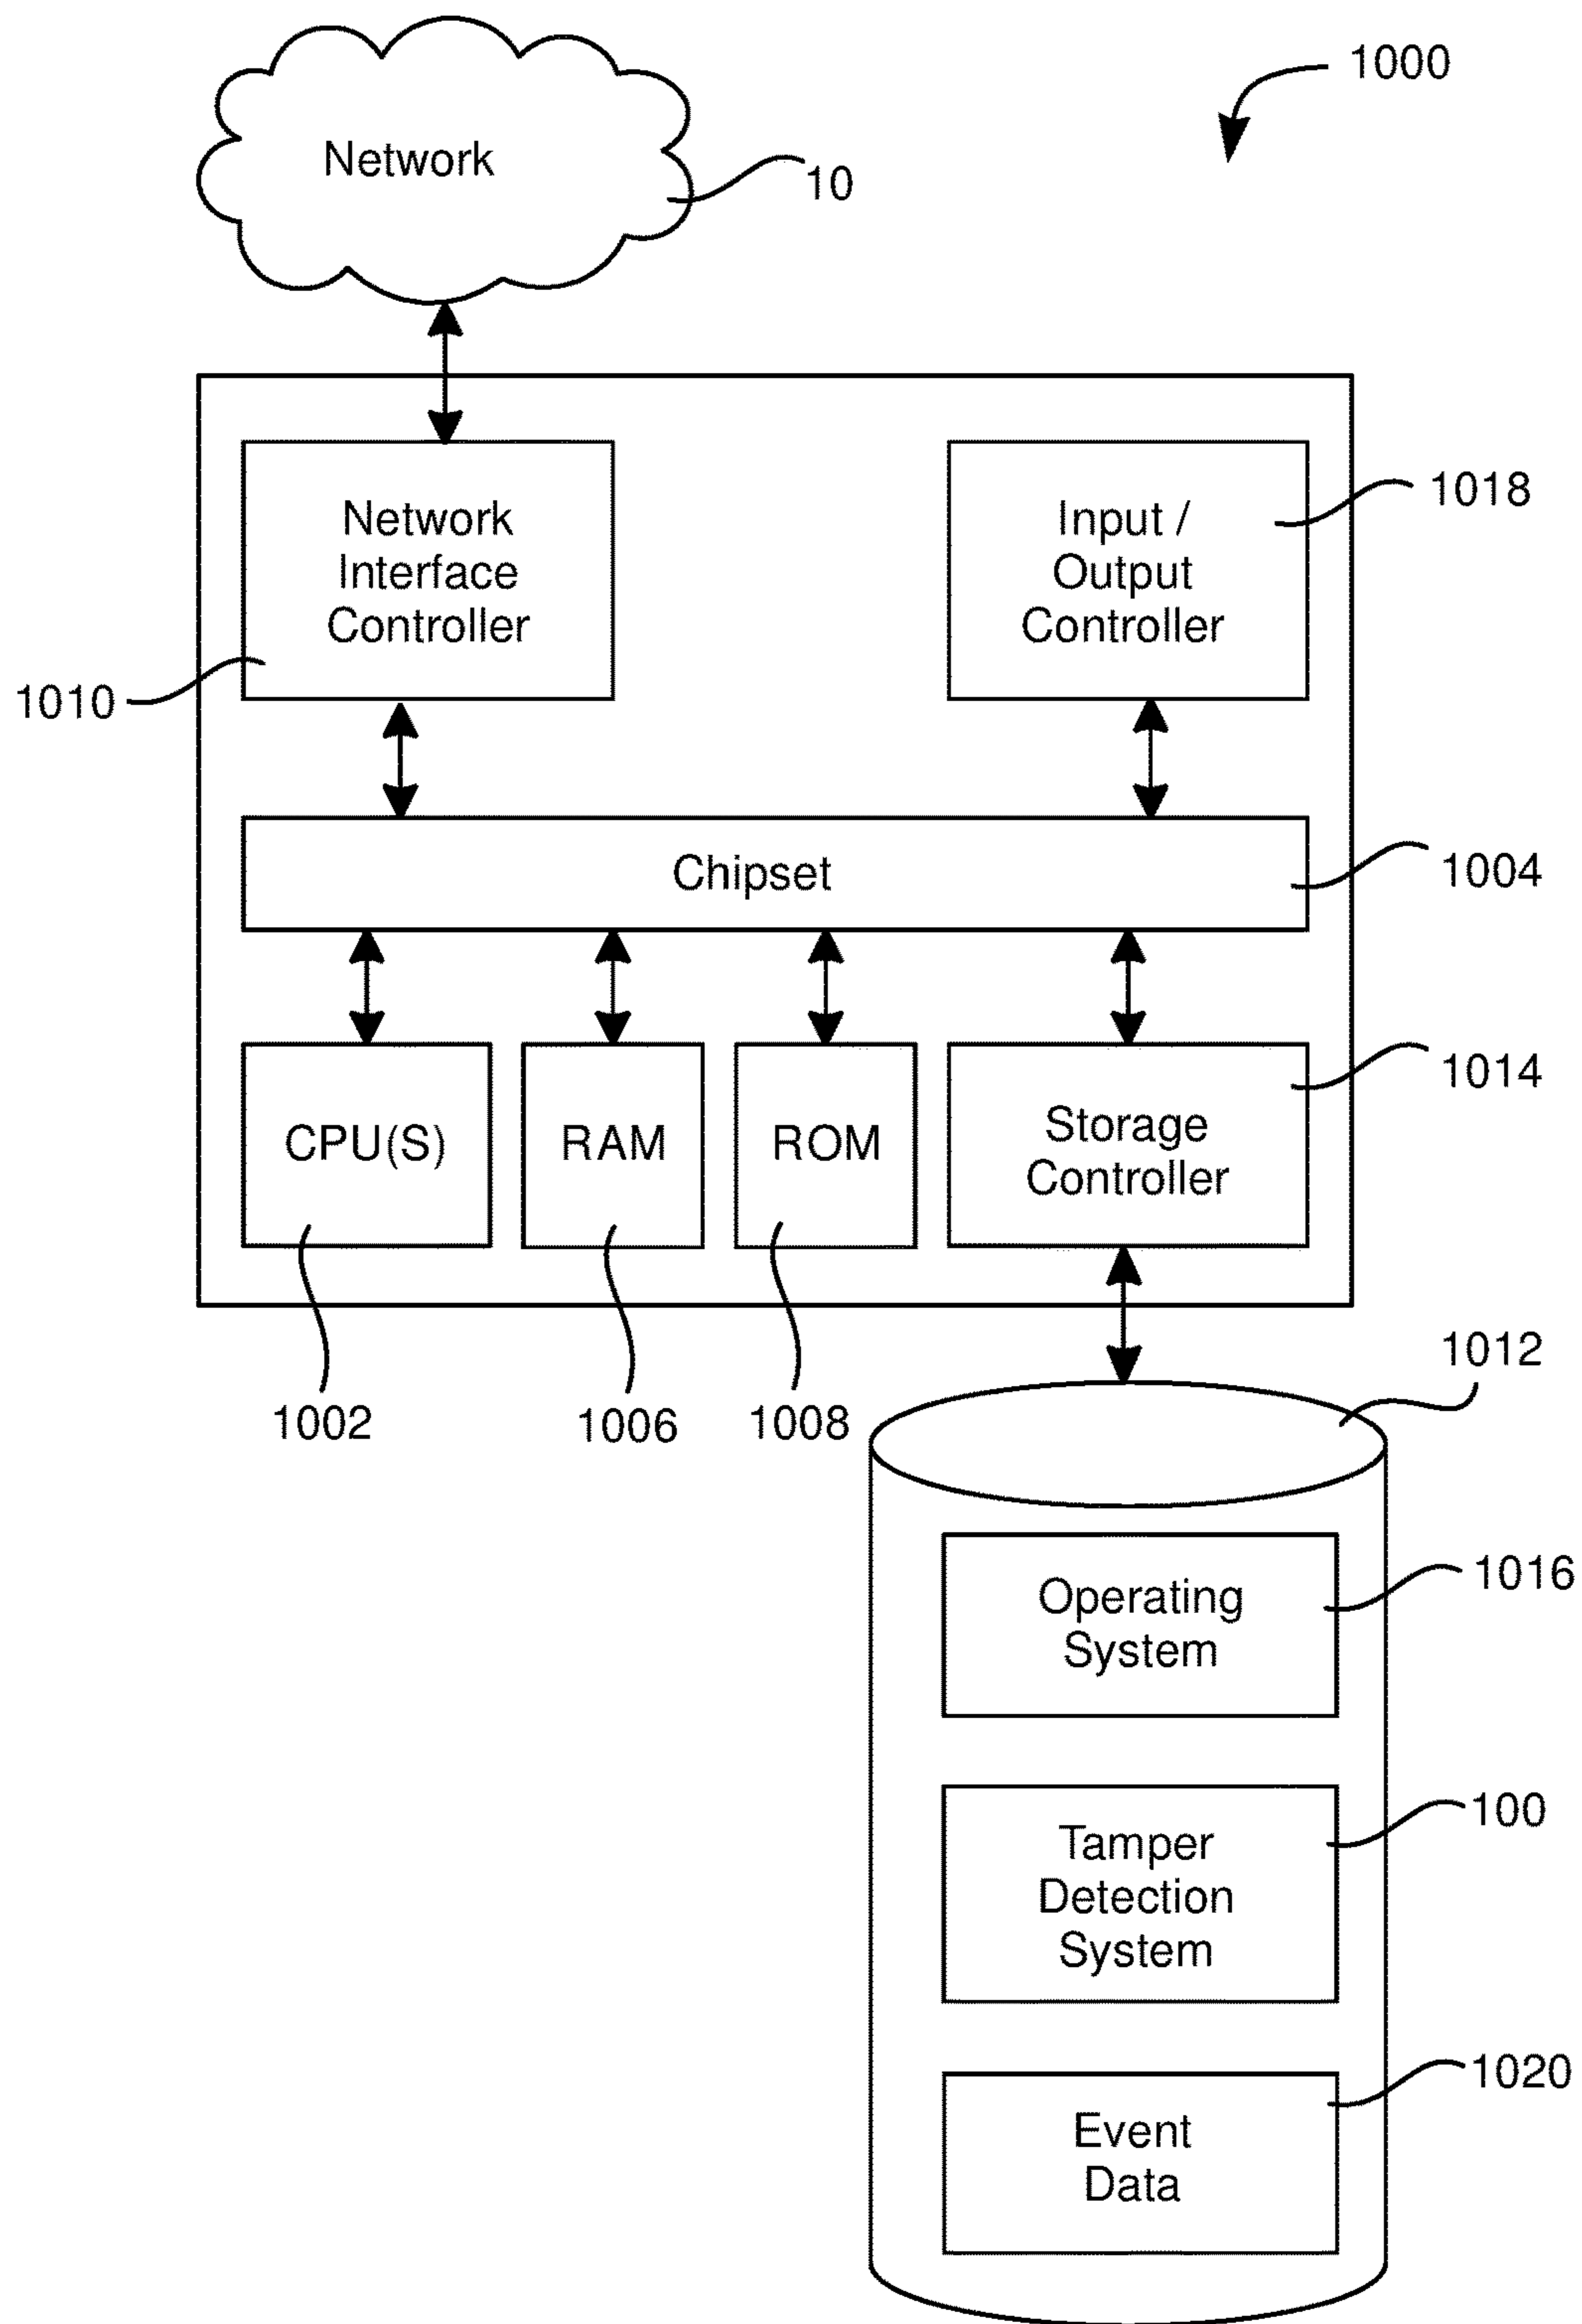 1000
Network
10
Network
Interface
Controller
1010
Input /
Output
Controller
1018
Chipset
1004
CPU(S)
RAM
ROM
Storage
Controller
1014
1002
1006
1008
1012
Operating
System
1016
Tamper
Detection
System
100
Event
Data
1020